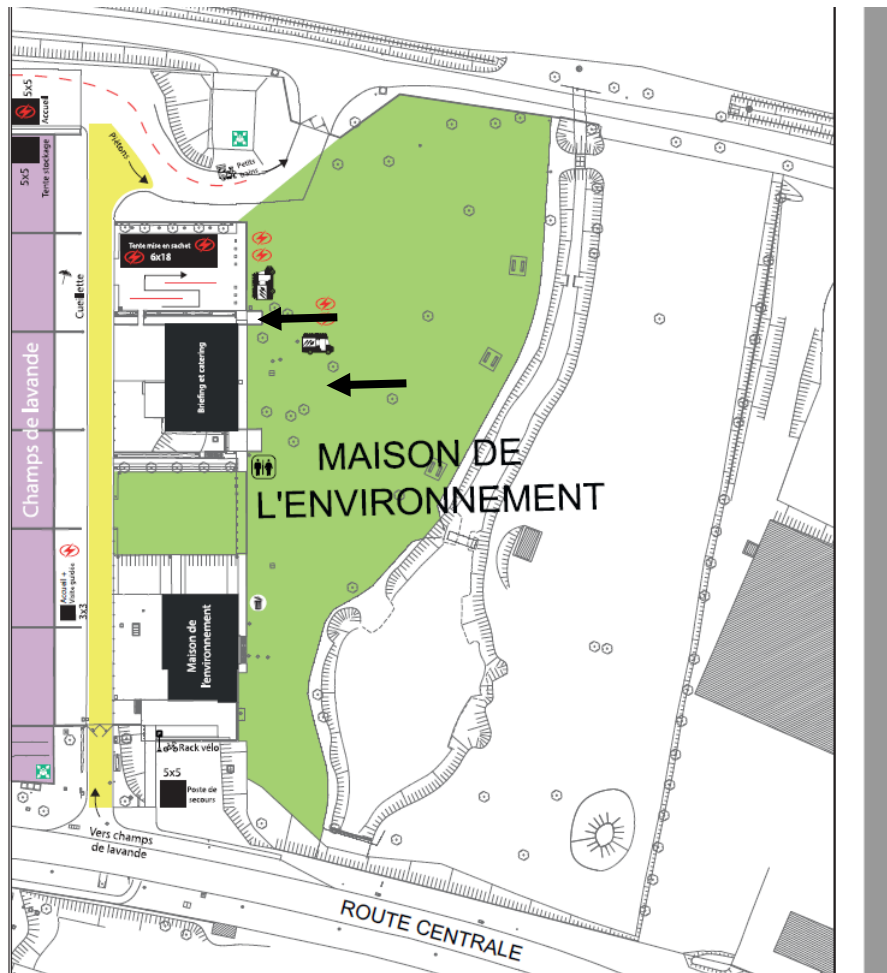 5x5
Accueil
5x5
Tente stockage
Piétons
Petits
trains
Tente mise en sachet
6x18
Cueillette
Briefing et catering
Champs de lavande
MAISON DE
L'ENVIRONNEMENT
Accueil +
Visite guidée
3x3
Maison de
l'environnement
Rack vélo
5x5
Poste de
secours
Vers champs
de lavande
ROUTE CENTRALE